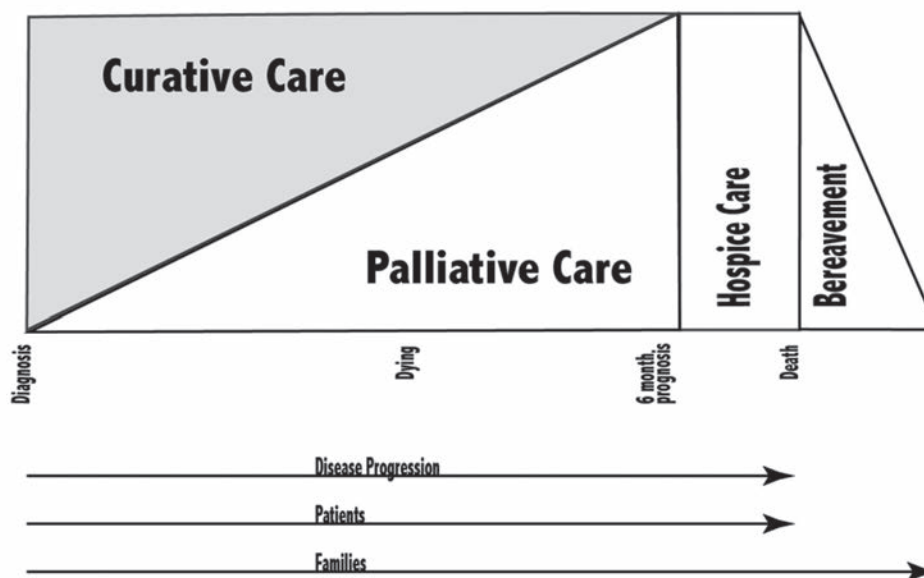 Curative Care
Palliative Care
Hospice Care
Bereavement
Diagnosis
Dying
6 month
prognosis
Death
Disease Progression
Patients
Families